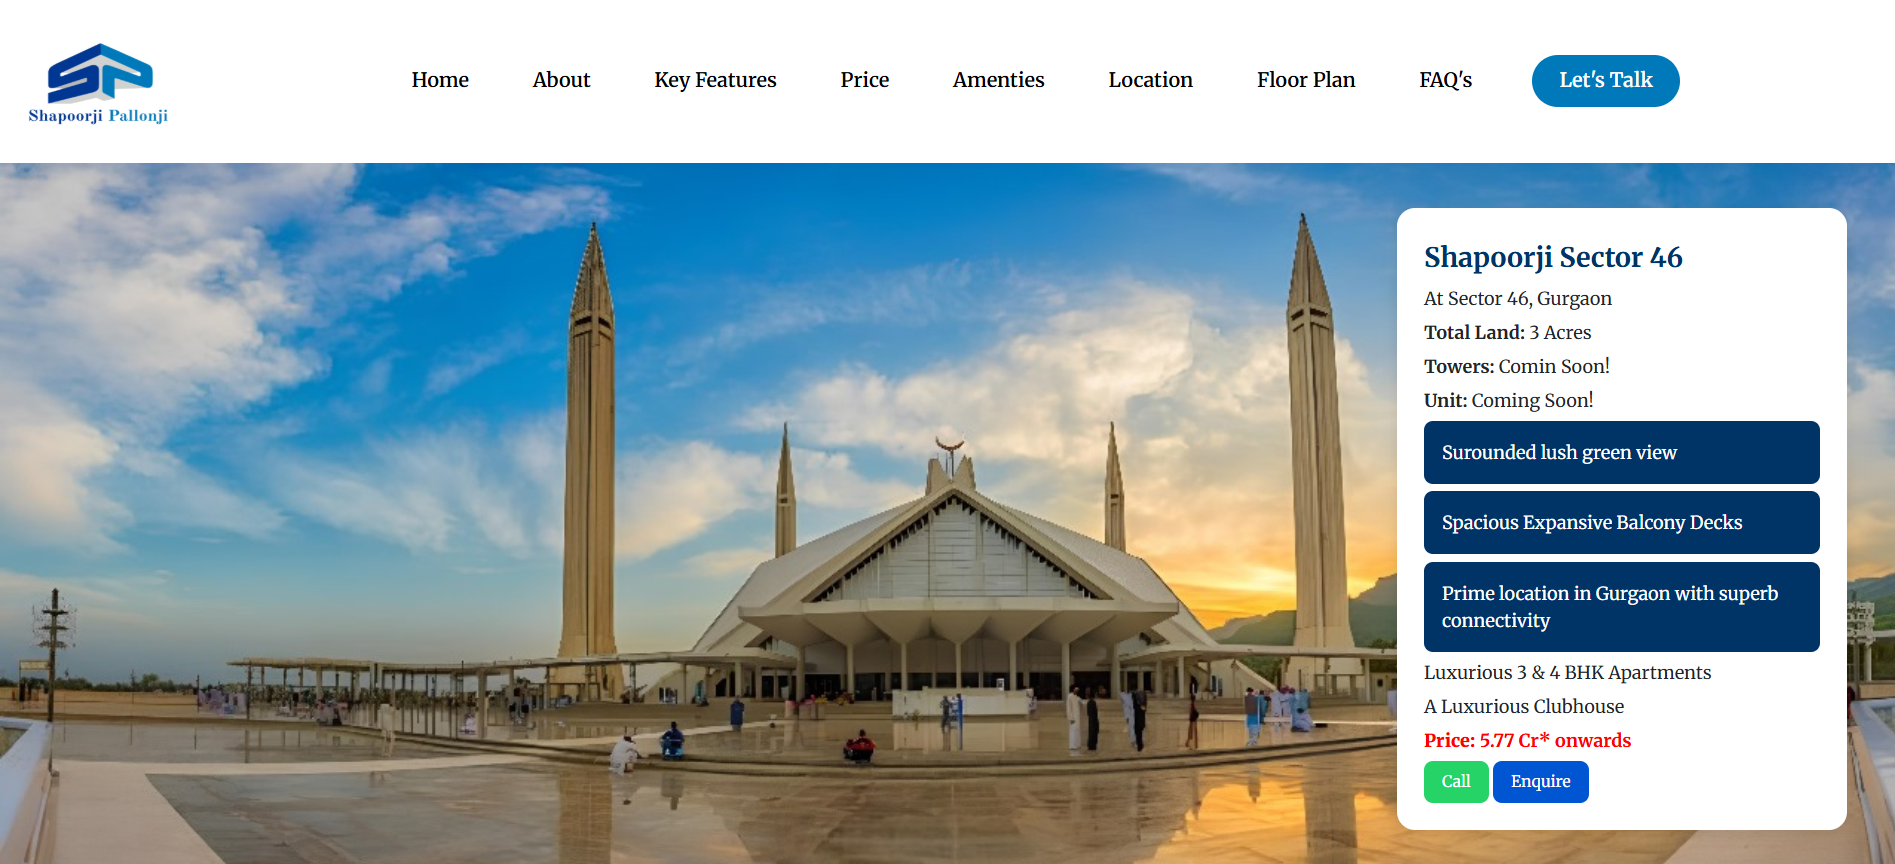 Shapoorji Pallonji
Home
About
Key Features
Price
Amenties
Location
Floor Plan
FAQ's
Let's Talk
Shapoorji Sector 46
At Sector 46, Gurgaon
Total Land: 3 Acres
Towers: Comin Soon!
Unit: Coming Soon!
Surounded lush green view
Spacious Expansive Balcony Decks
Prime location in Gurgaon with superb
connectivity
Luxurious 3 & 4 BHK Apartments
A Luxurious Clubhouse
Price: 5.77 Cr* onwards
Call
Enquire